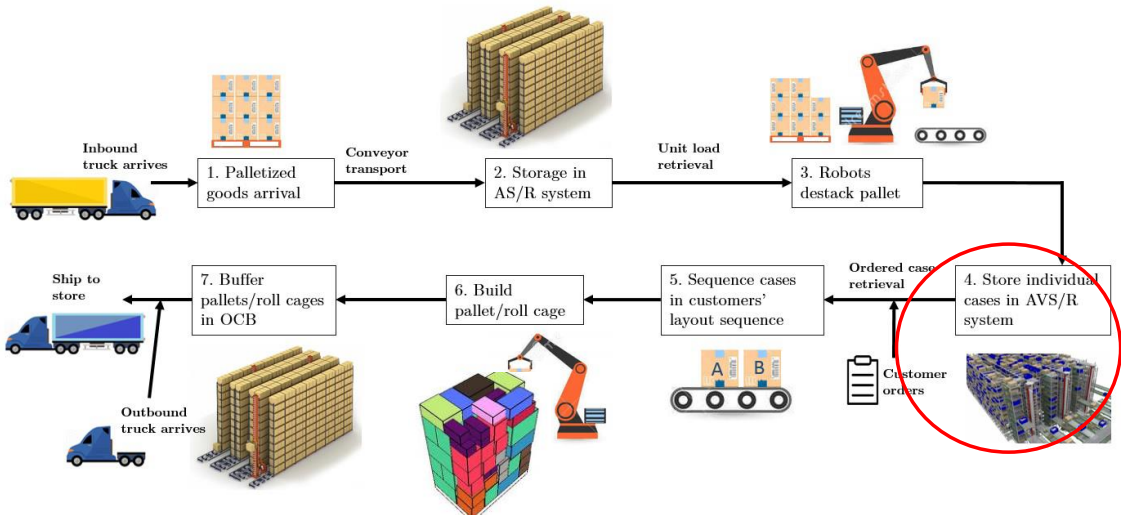 Inbound
truck arrives
1. Palletized
goods arrival
Conveyor
transport
2. Storage in
AS/R system
Unit load
retrieval
3. Robots
destack pallet
4. Store individual
cases in AVS/R
system
Ordered case
retrieval
Customer
orders
5. Sequence cases
in customers'
layout sequence
A B
6. Build
pallet/roll cage
7. Buffer
pallets/roll cages
in OCB
Ship to
store
Outbound
truck arrives